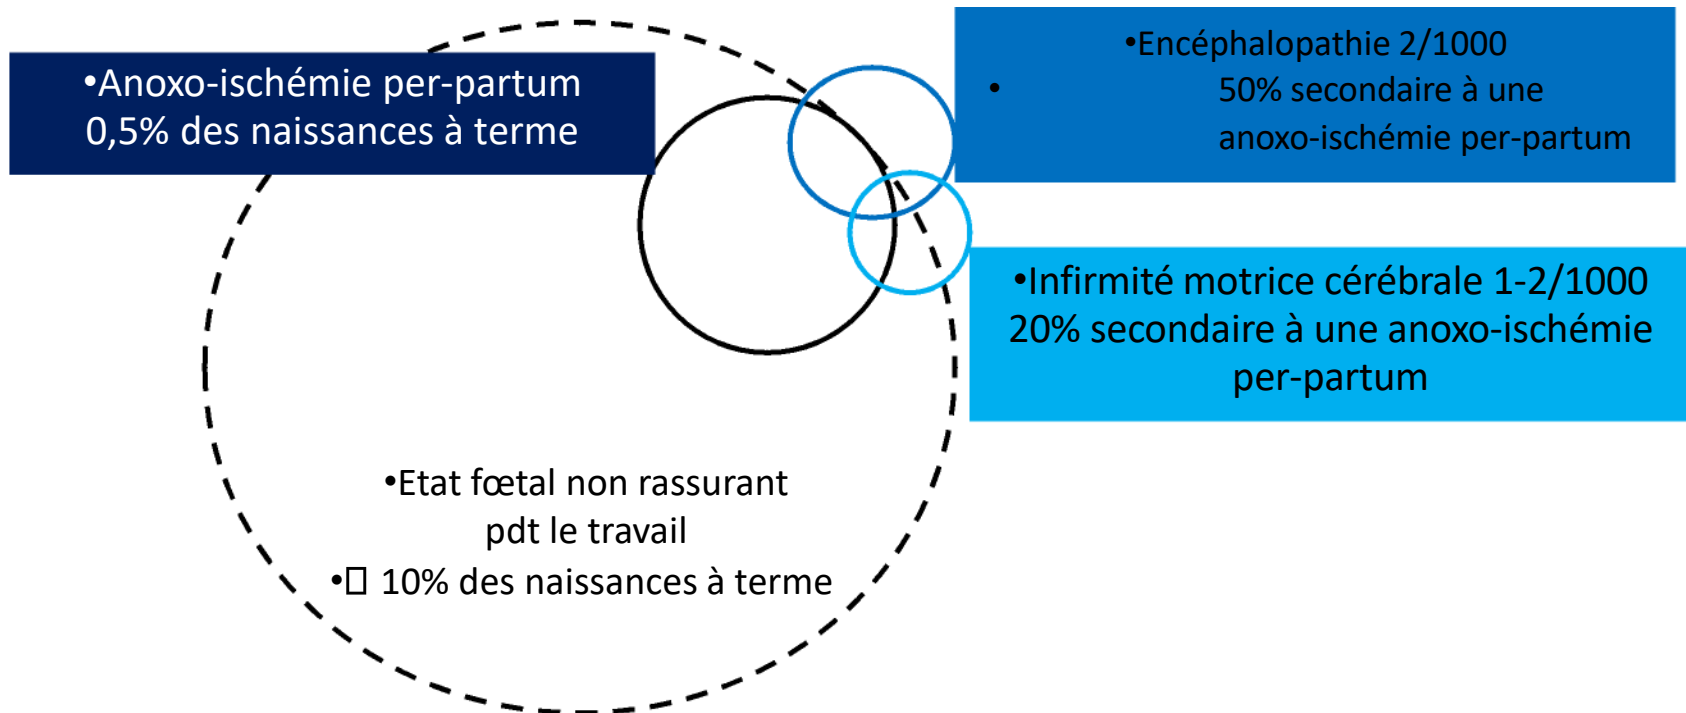 •Anoxo-ischémie per-partum
0,5% des naissances à terme
•Encéphalopathie 2/1000
• 50% secondaire à une
anoxo-ischémie per-partum
•Infirmité motrice cérébrale 1-2/1000
20% secondaire à une anoxo-ischémie
per-partum
•Etat fœtal non rassurant
pdt le travail
•□ 10% des naissances à terme